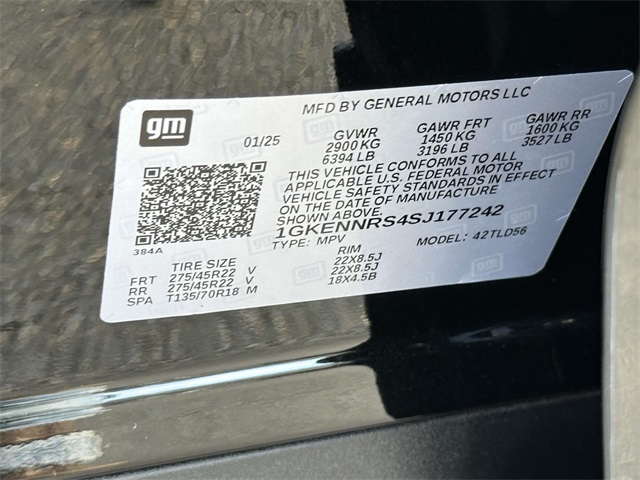 MFD BY GENERAL MOTORS LLC
gm
01/25 GVWR GAWR FRT GAWR RR
2900 KG 1450 KG 1600 KG
6394 LB 3196 LB 3527 LB
THIS VEHICLE CONFORMS TO ALL
APPLICABLE U.S. FEDERAL MOTOR
VEHICLE SAFETY STANDARDS IN EFFECT
ON THE DATE OF MANUFACTURE
SHOWN ABOVE.
1GKENNRS4SJ177242
TYPE: MPV MODEL: 42TLD56
384A
TIRE SIZE RIM
FRT 275/45R22 V 22X8.5J
RR 275/45R22 V 22X8.5J
SPA T135/70R18 M 18X4.5B